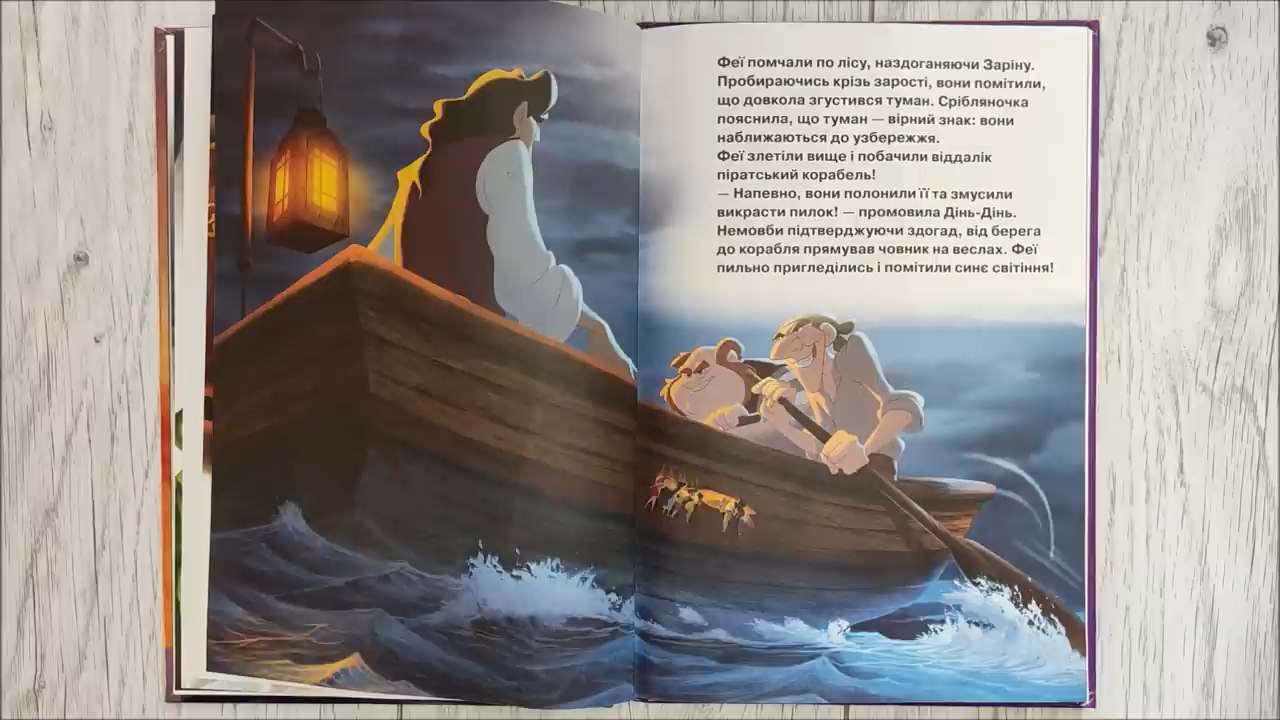 Феї помчали по лісу, наздоганяючи Заріну.
Пробираючись крізь зарості, вони помітили,
що довкола згустився туман. Срібляночка
пояснила, що туман — вірний знак: вони
наближаються до узбережжя.
Феї злетіли вище і побачили віддалік
піратський корабель!
— Напевно, вони полонили її та змусили
викрасти пилок! — промовила Дінь-Дінь.
Немовби підтверджуючи здогад, від берега
до корабля прямував човник на веслах. Феї
пильно пригледілись і помітили синє світіння!